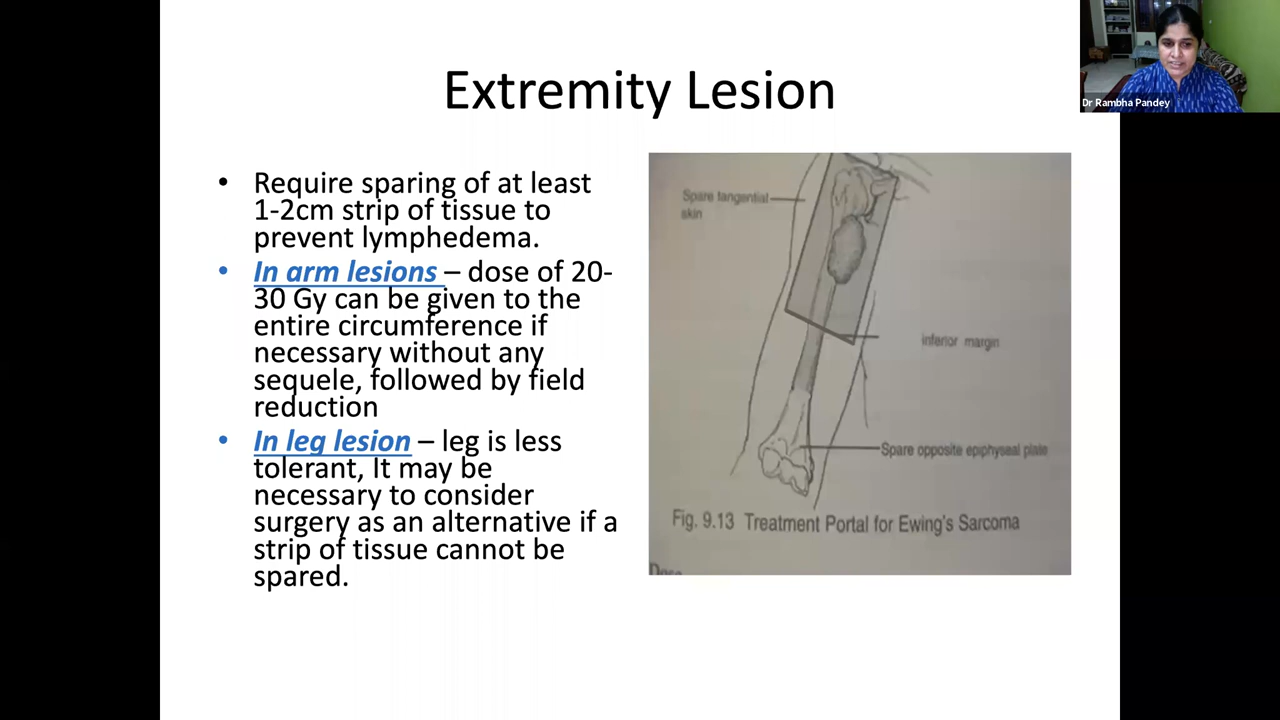 Extremity Lesion
Dr Rambha Pandey
• Require sparing of at least
1-2cm strip of tissue to
prevent lymphedema.
• In arm lesions – dose of 20-
30 Gy can be given to the
entire circumference if
necessary without any
sequele, followed by field
reduction
• In leg lesion – leg is less
tolerant, It may be
necessary to consider
surgery as an alternative if a
strip of tissue cannot be
spared.
Spare tangential
skin
inferior margin
Spare opposite epiphyseal plate
Fig. 9.13 Treatment Portal for Ewing's Sarcoma